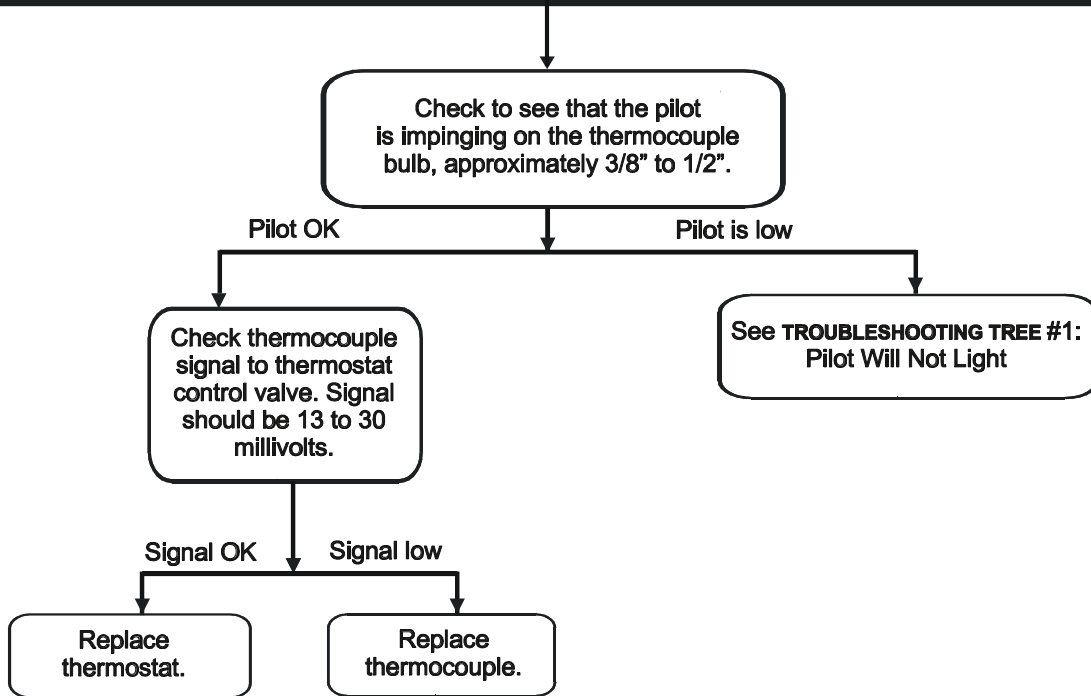 Check to see that the pilot
is impinging on the thermocouple
bulb, approximately 3/8” to 1/2”.
Pilot OK
Pilot is low
Check thermocouple
signal to thermostat
control valve. Signal
should be 13 to 30
millivolts.
See TROUBLESHOOTING TREE #1:
Pilot Will Not Light
Signal OK
Signal low
Replace
thermostat.
Replace
thermocouple.